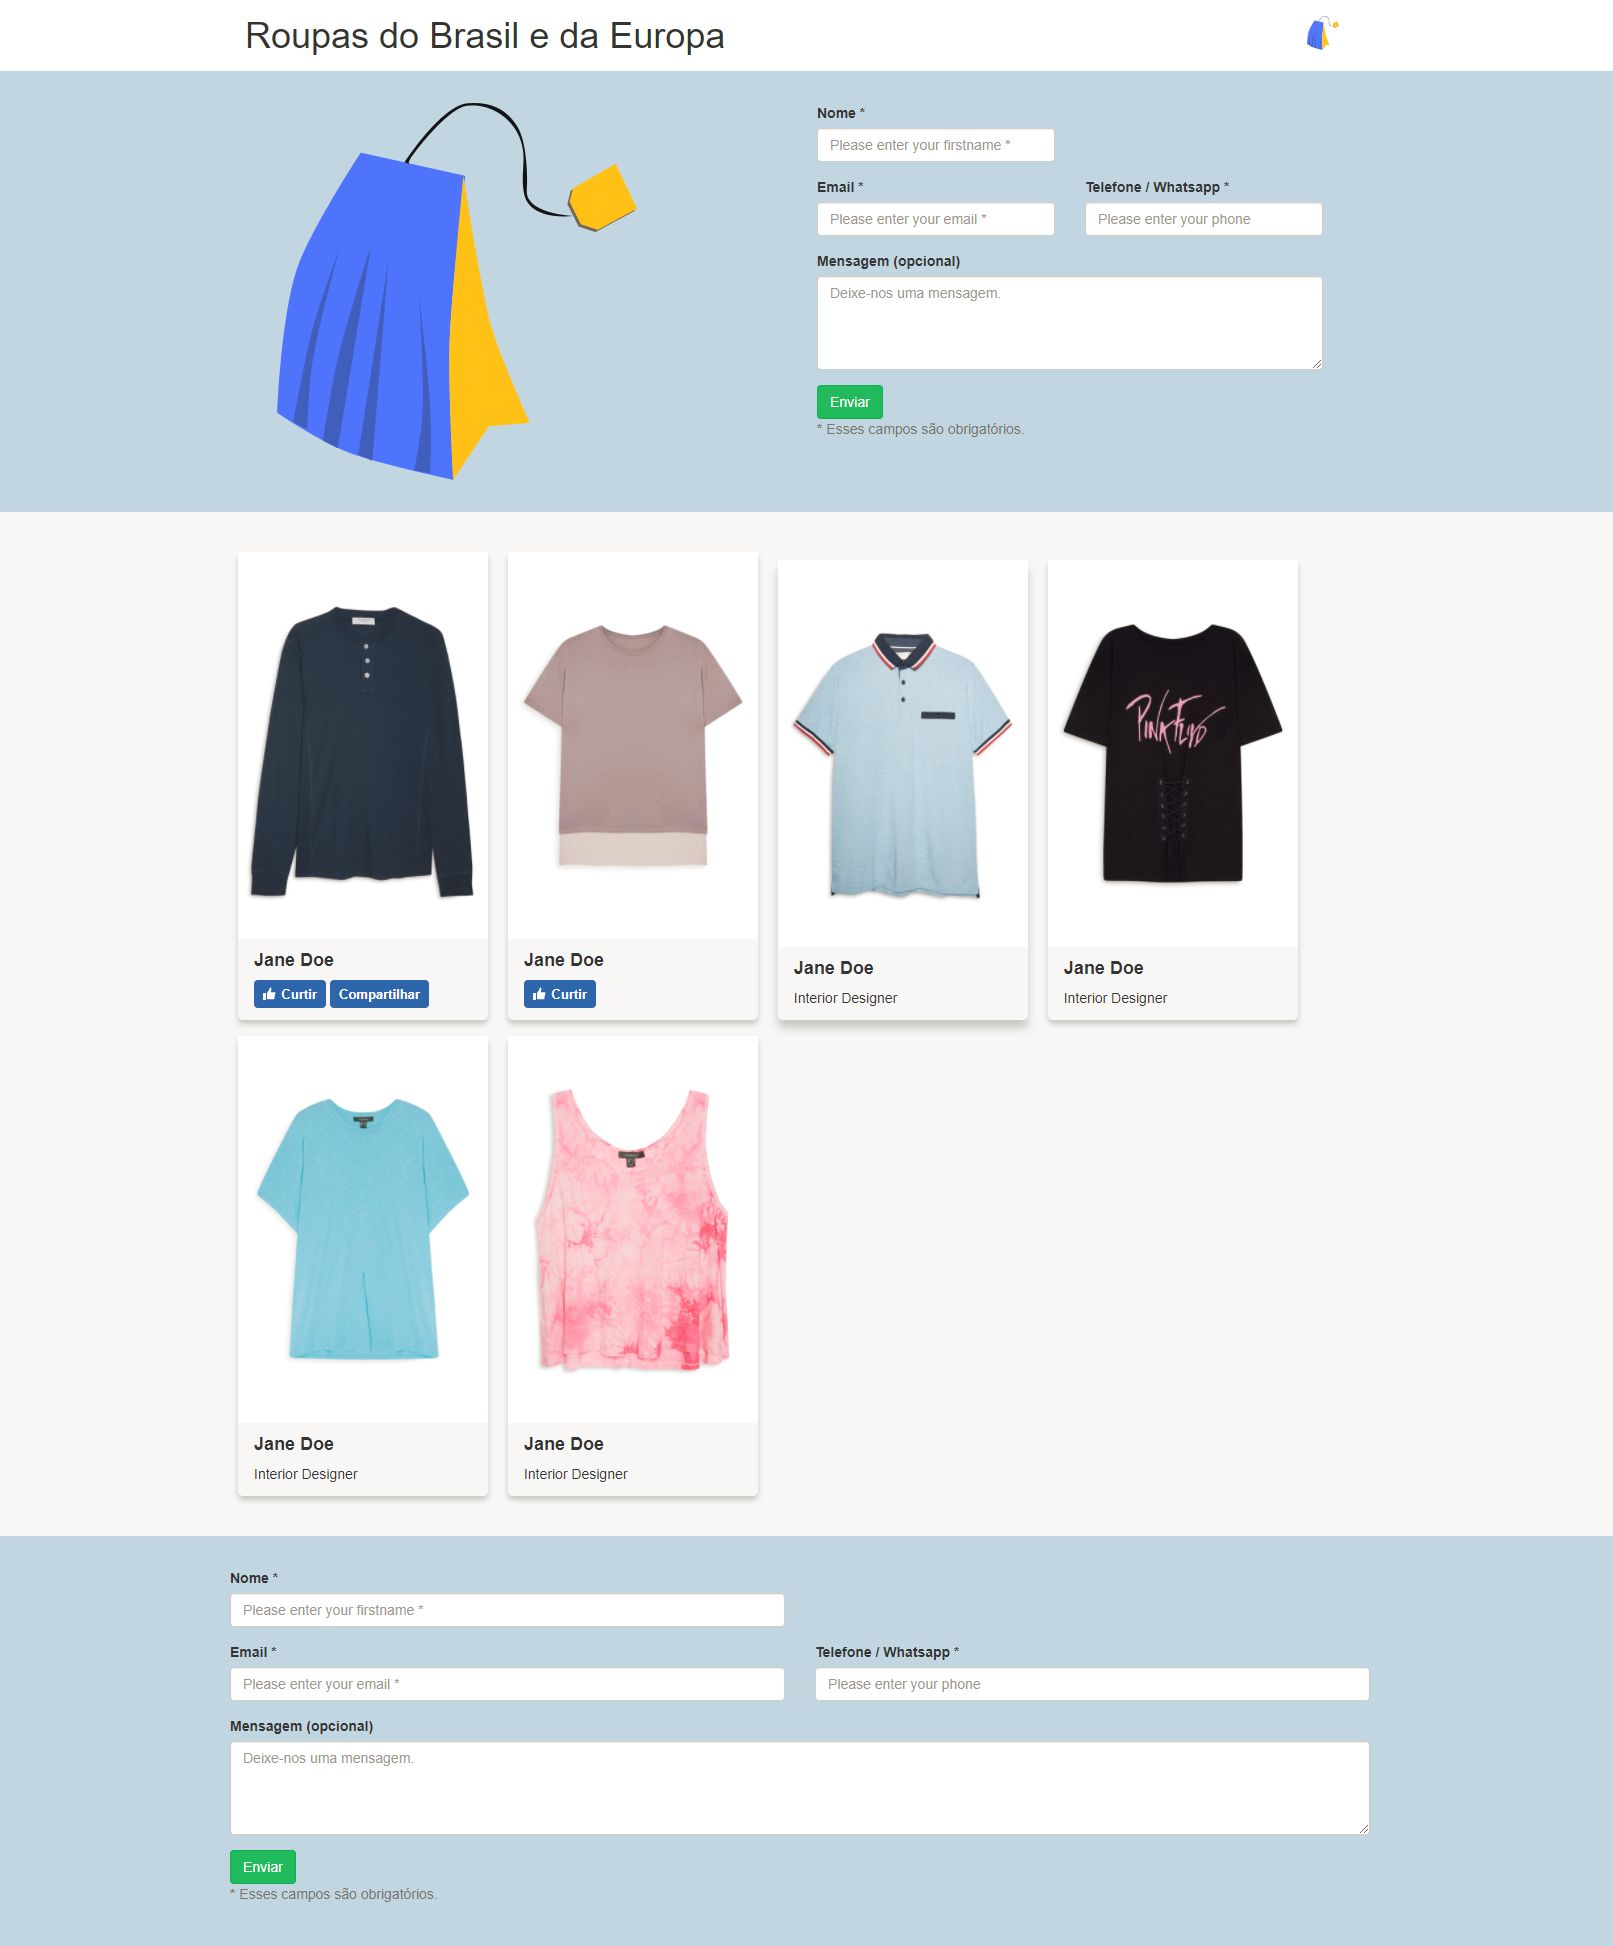 Roupas do Brasil e da Europa
Nome *
Please enter your firstname *
Email *
Telefone / Whatsapp *
Please enter your email *
Please enter your phone
Mensagem (opcional)
Deixe-nos uma mensagem.
Enviar
* Esses campos são obrigatórios.
PINK FLOYD
Jane Doe
Curtir
Compartilhar
Jane Doe
Curtir
Jane Doe
Interior Designer
Jane Doe
Interior Designer
Jane Doe
Interior Designer
Jane Doe
Interior Designer
Nome *
Please enter your firstname *
Email *
Telefone / Whatsapp *
Please enter your email *
Please enter your phone
Mensagem (opcional)
Deixe-nos uma mensagem.
Enviar
* Esses campos são obrigatórios.